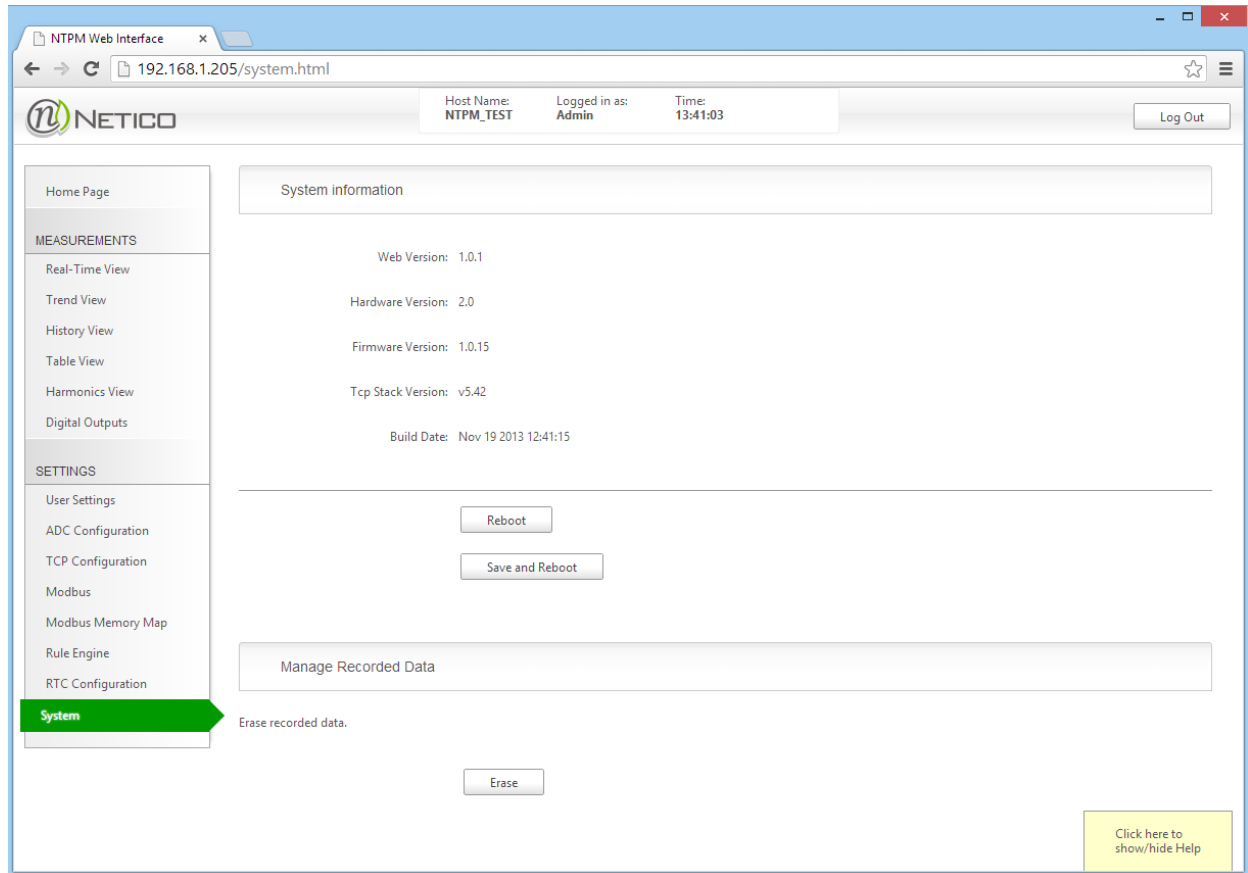 NTPM Web Interface
192.168.1.205/system.html
NETICO
Host Name: Logged in as: Time:
NTPM_TEST Admin 13:41:03
Log Out
Home Page
MEASUREMENTS
Real-Time View
Trend View
History View
Table View
Harmonics View
Digital Outputs
SETTINGS
User Settings
ADC Configuration
TCP Configuration
Modbus
Modbus Memory Map
Rule Engine
RTC Configuration
System
System information
Web Version: 1.0.1
Hardware Version: 2.0
Firmware Version: 1.0.15
Tcp Stack Version: v5.42
Build Date: Nov 19 2013 12:41:15
Reboot
Save and Reboot
Manage Recorded Data
Erase recorded data.
Erase
Click here to
show/hide Help